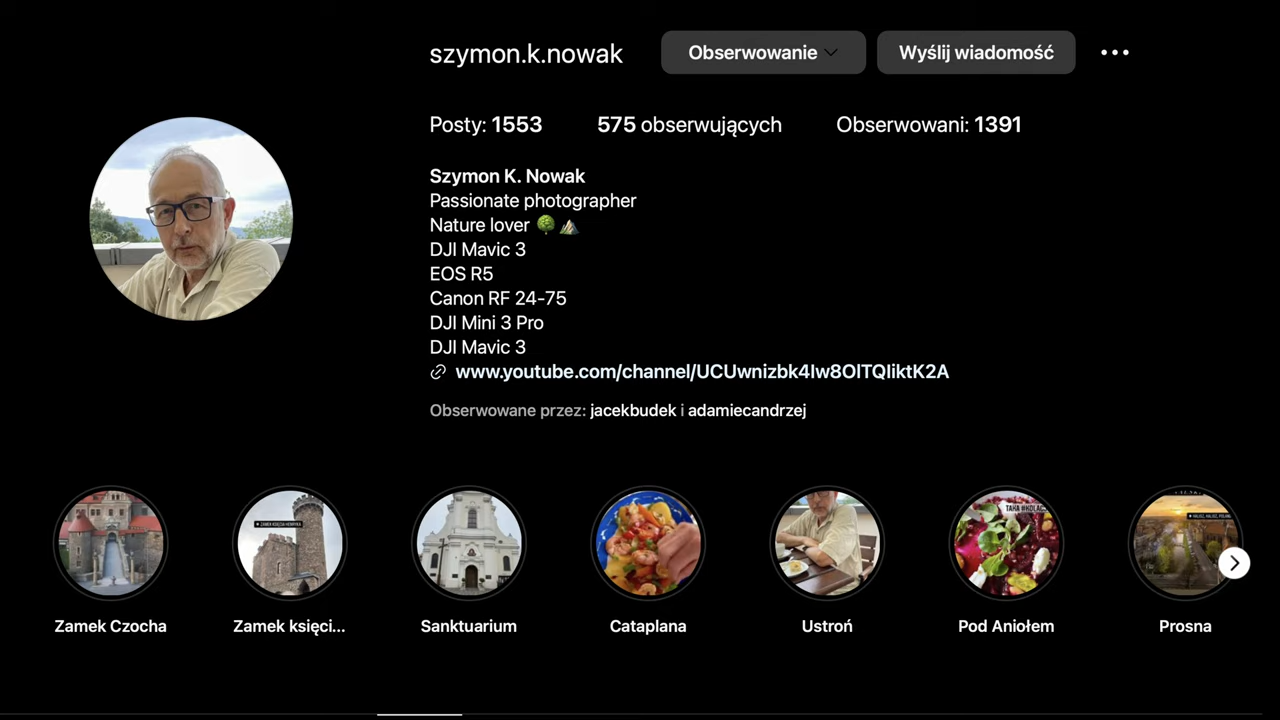 szymon.k.nowak Obserwowanie Wyślij wiadomość
Posty: 1553 575 obserwujących Obserwowani: 1391
Szymon K. Nowak
Passionate photographer
Nature lover 🌳⛰️
DJI Mavic 3
EOS R5
Canon RF 24-75
DJI Mini 3 Pro
DJI Mavic 3
www.youtube.com/channel/UCUwnizbk4Iw8OlTQIiktK2A
Obserwowane przez: jacekbudek i adamiecandrzej
Zamek Czocha Zamek księci... Sanktuarium Cataplana Ustroń Pod Aniołem Prosna